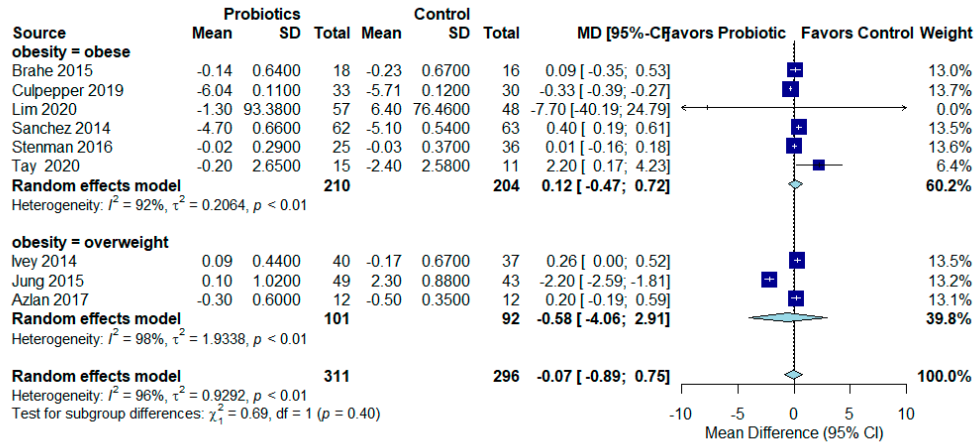 Probiotics Control
Source Mean SD Total Mean SD Total MD [95%-CI] Favors Probiotic Favors Control Weight
obesity = obese
Brahe 2015 -0.14 0.6400 18 -0.23 0.6700 16 0.09 [ -0.35; 0.53] 13.0%
Culpepper 2019 -6.04 0.1100 33 -5.71 0.1200 30 -0.33 [ -0.39; -0.27] 13.7%
Lim 2020 -1.30 93.3800 57 6.40 76.4600 48 -7.70 [-40.19; 24.79] 0.0%
Sanchez 2014 -4.70 0.6600 62 -5.10 0.5400 63 0.40 [ 0.19; 0.61] 13.5%
Stenman 2016 -0.02 0.2900 25 -0.03 0.3700 36 0.01 [ -0.16; 0.18] 13.6%
Tay 2020 -0.20 2.6500 15 -2.40 2.5800 11 2.20 [ 0.17; 4.23] 6.4%
Random effects model 210 204 0.12 [ -0.47; 0.72] 60.2%
Heterogeneity: I² = 92%, τ² = 0.2064, p < 0.01
obesity = overweight
Ivey 2014 0.09 0.4400 40 -0.17 0.6700 37 0.26 [ 0.00; 0.52] 13.5%
Jung 2015 0.10 1.0200 49 2.30 0.8800 43 -2.20 [ -2.59; -1.81] 13.2%
Azlan 2017 -0.30 0.6000 12 -0.50 0.3500 12 0.20 [ -0.19; 0.59] 13.1%
Random effects model 101 92 -0.58 [ -4.06; 2.91] 39.8%
Heterogeneity: I² = 98%, τ² = 1.9338, p < 0.01
Random effects model 311 296 -0.07 [ -0.89; 0.75] 100.0%
Heterogeneity: I² = 96%, τ² = 0.9292, p < 0.01
Test for subgroup differences: χ²₁ = 0.69, df = 1 (p = 0.40)
-10 -5 0 5 10
Mean Difference (95% CI)